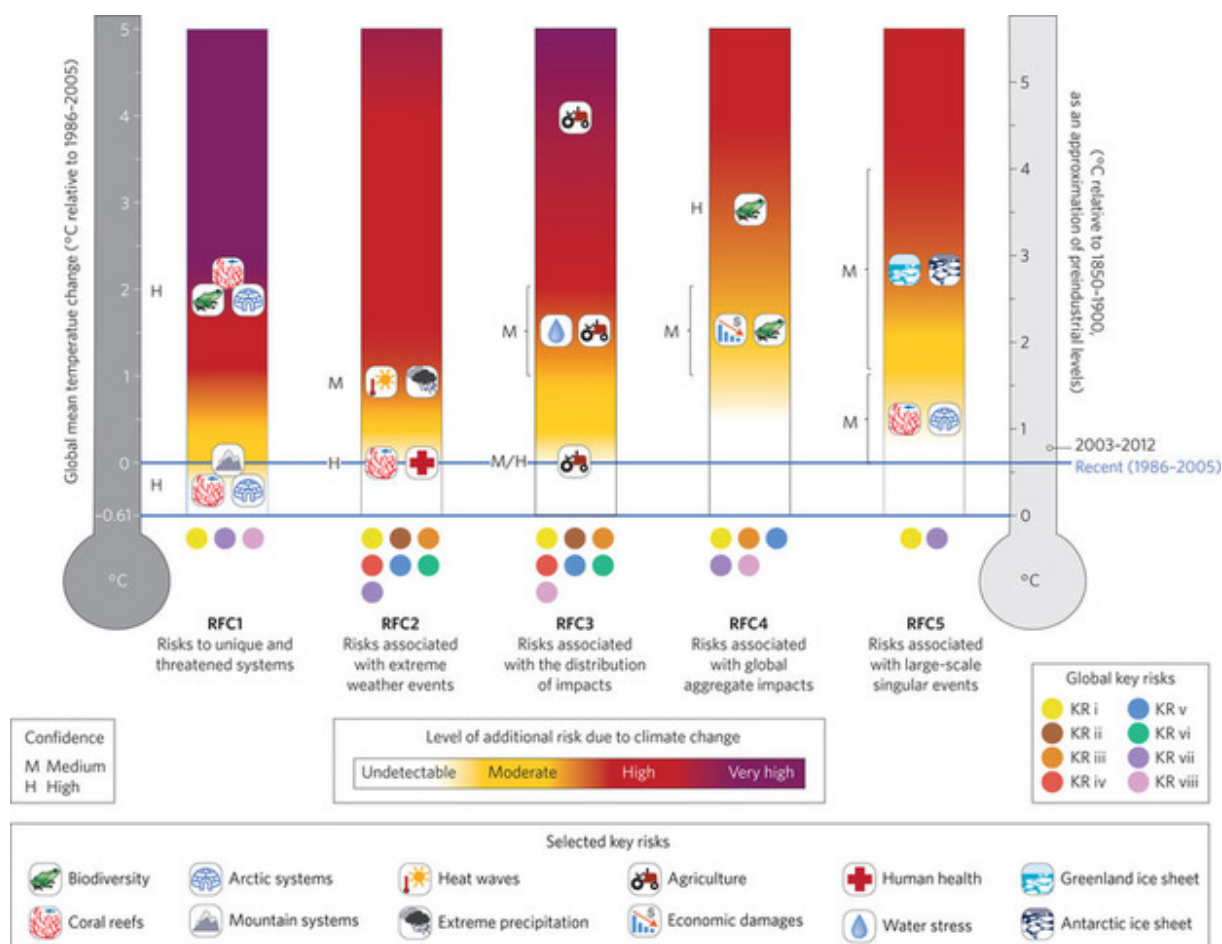 Global mean temperatue change (°C relative to 1986–2005)
5
4
3
2
1
0
-0.61
°C
H
H
M
H
M
M/H
H
M
M
M
5
4
3
2
1
0
°C
(°C relative to 1850–1900,
as an approximation of preindustrial levels)
2003–2012
Recent (1986–2005)
RFC1
Risks to unique and
threatened systems
RFC2
Risks associated
with extreme
weather events
RFC3
Risks associated
with the distribution
of impacts
RFC4
Risks associated
with global
aggregate impacts
RFC5
Risks associated
with large-scale
singular events
Global key risks
KR i
KR v
KR ii
KR vi
KR iii
KR vii
KR iv
KR viii
Confidence
M Medium
H High
Level of additional risk due to climate change
Undetectable Moderate High Very high
Selected key risks
Biodiversity Arctic systems Heat waves Agriculture Human health Greenland ice sheet
Coral reefs Mountain systems Extreme precipitation $ Economic damages Water stress Antarctic ice sheet